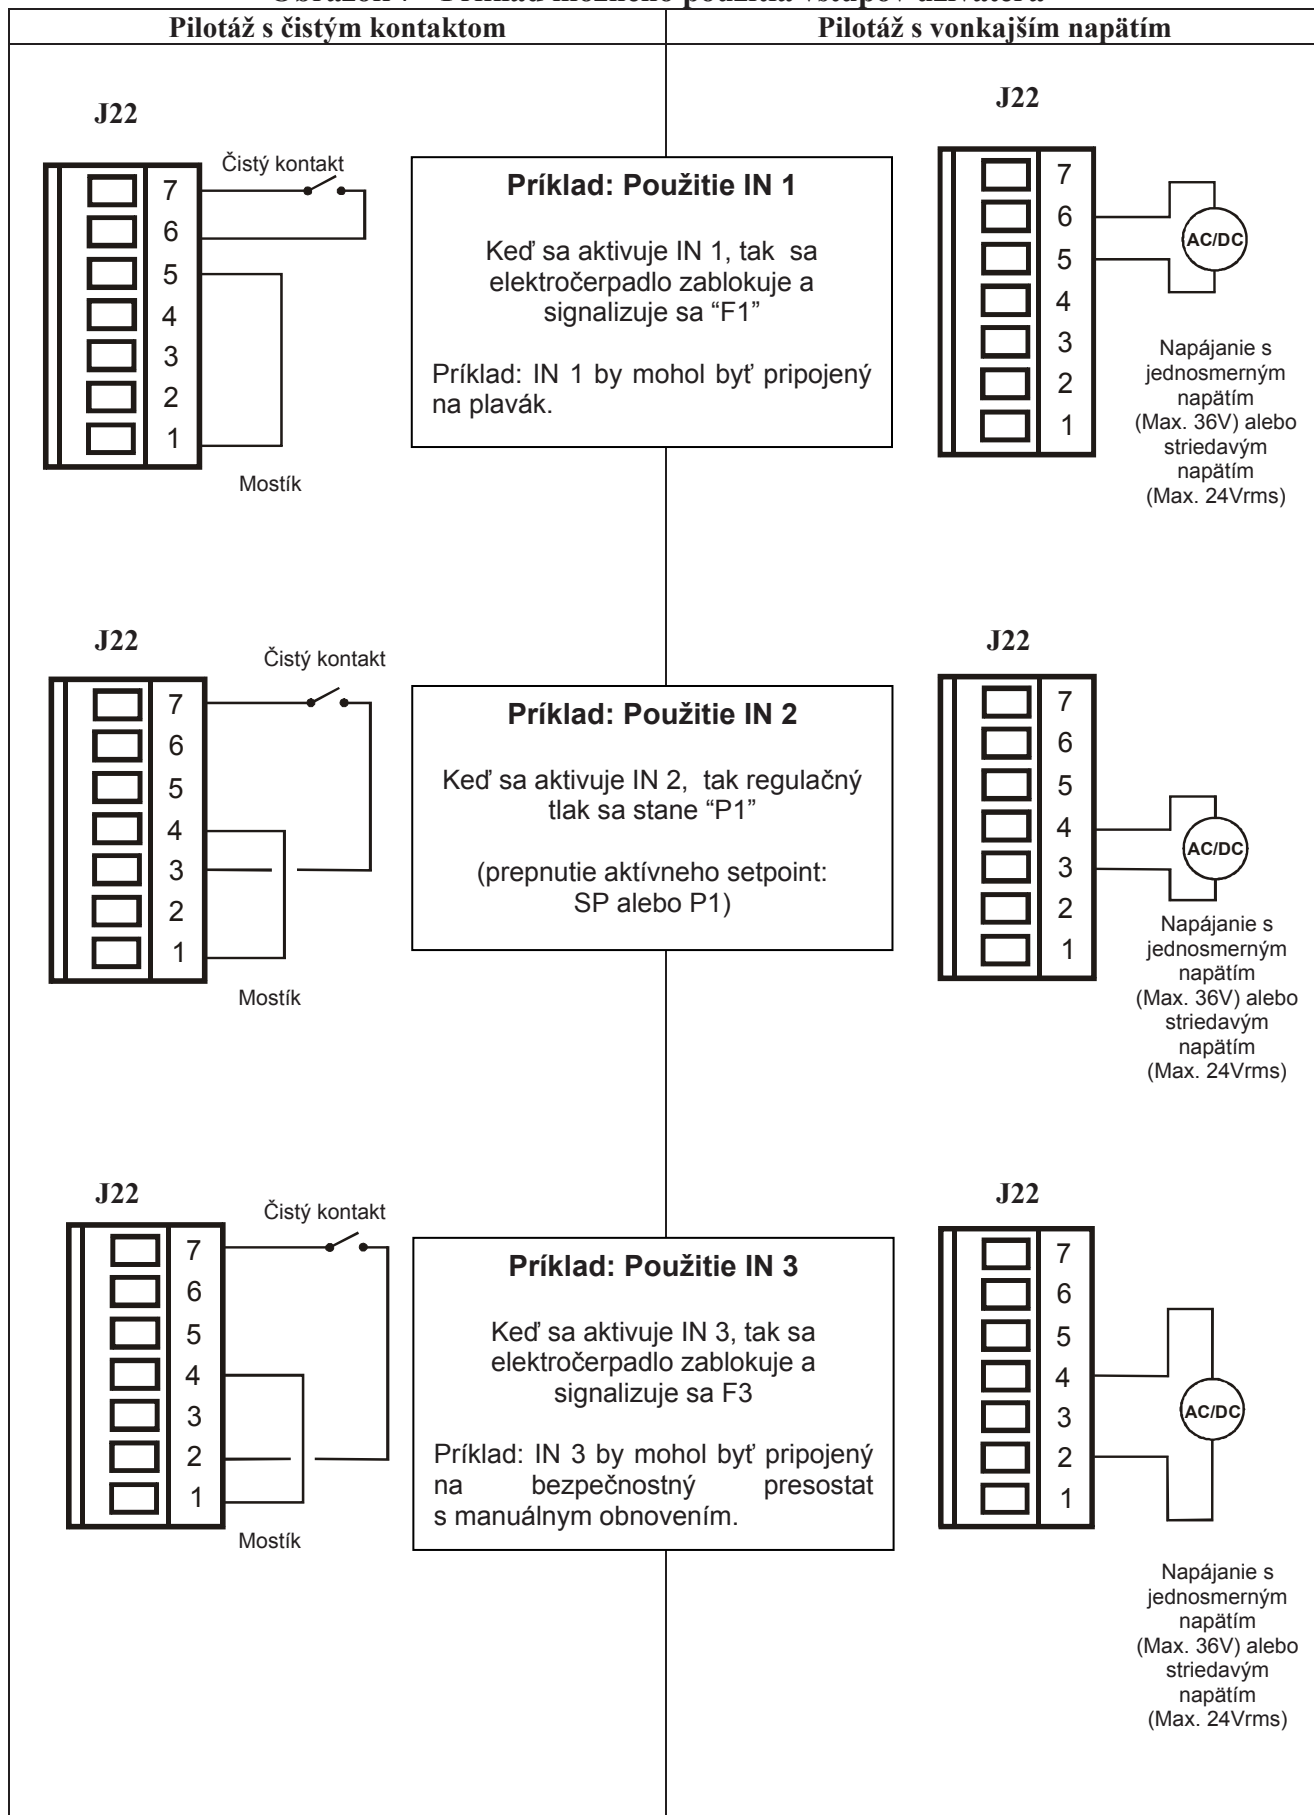 Pilotáž s čistým kontaktom
Pilotáž s vonkajším napätím
J22
Čistý kontakt
7
6
5
4
3
2
1
Mostík
Príklad: Použitie IN 1
Keď sa aktivuje IN 1, tak sa
elektročerpadlo zablokuje a
signalizuje sa “F1”
Príklad: IN 1 by mohol byť pripojený
na plavák.
J22
7
6
5
4
3
2
1
AC/DC
Napájanie s
jednosmerným
napätím
(Max. 36V) alebo
striedavým
napätím
(Max. 24Vrms)
J22
Čistý kontakt
7
6
5
4
3
2
1
Mostík
Príklad: Použitie IN 2
Keď sa aktivuje IN 2, tak regulačný
tlak sa stane “P1”
(prepnutie aktívneho setpoint:
SP alebo P1)
J22
7
6
5
4
3
2
1
AC/DC
Napájanie s
jednosmerným
napätím
(Max. 36V) alebo
striedavým
napätím
(Max. 24Vrms)
J22
Čistý kontakt
7
6
5
4
3
2
1
Mostík
Príklad: Použitie IN 3
Keď sa aktivuje IN 3, tak sa
elektročerpadlo zablokuje a
signalizuje sa F3
Príklad: IN 3 by mohol byť pripojený
na bezpečnostný presostat
s manuálnym obnovením.
J22
7
6
5
4
3
2
1
AC/DC
Napájanie s
jednosmerným
napätím
(Max. 36V) alebo
striedavým
napätím
(Max. 24Vrms)